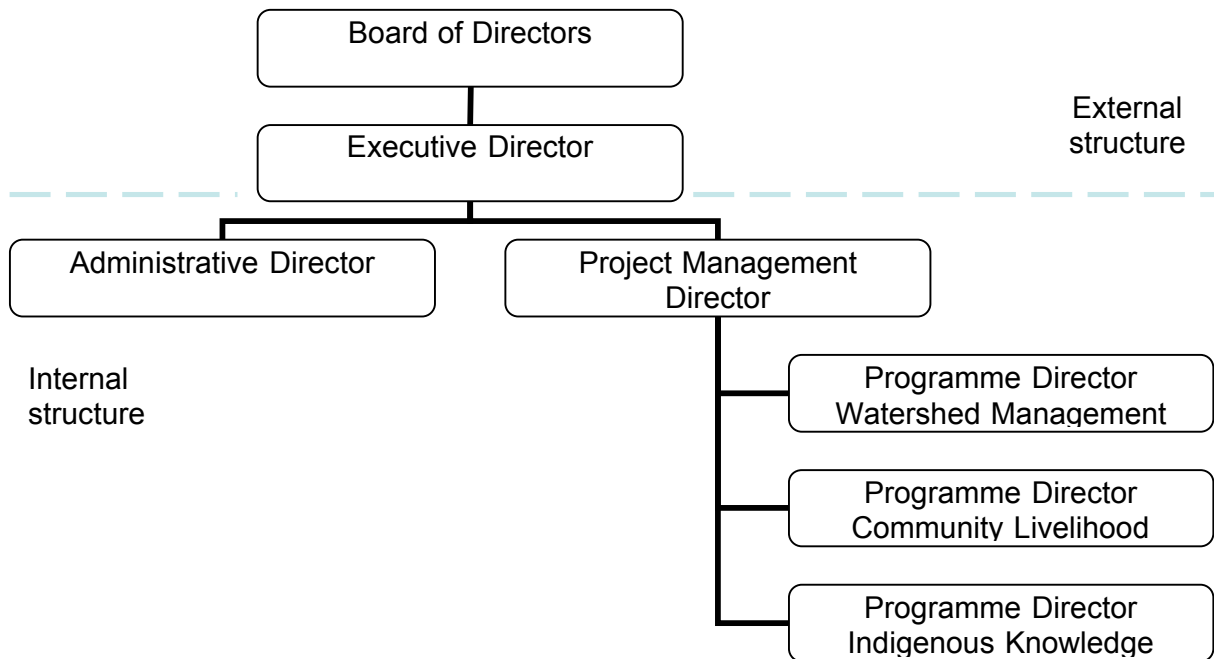 Board of Directors
External
structure
Executive Director
Administrative Director
Project Management
Director
Internal
structure
Programme Director
Watershed Management
Programme Director
Community Livelihood
Programme Director
Indigenous Knowledge